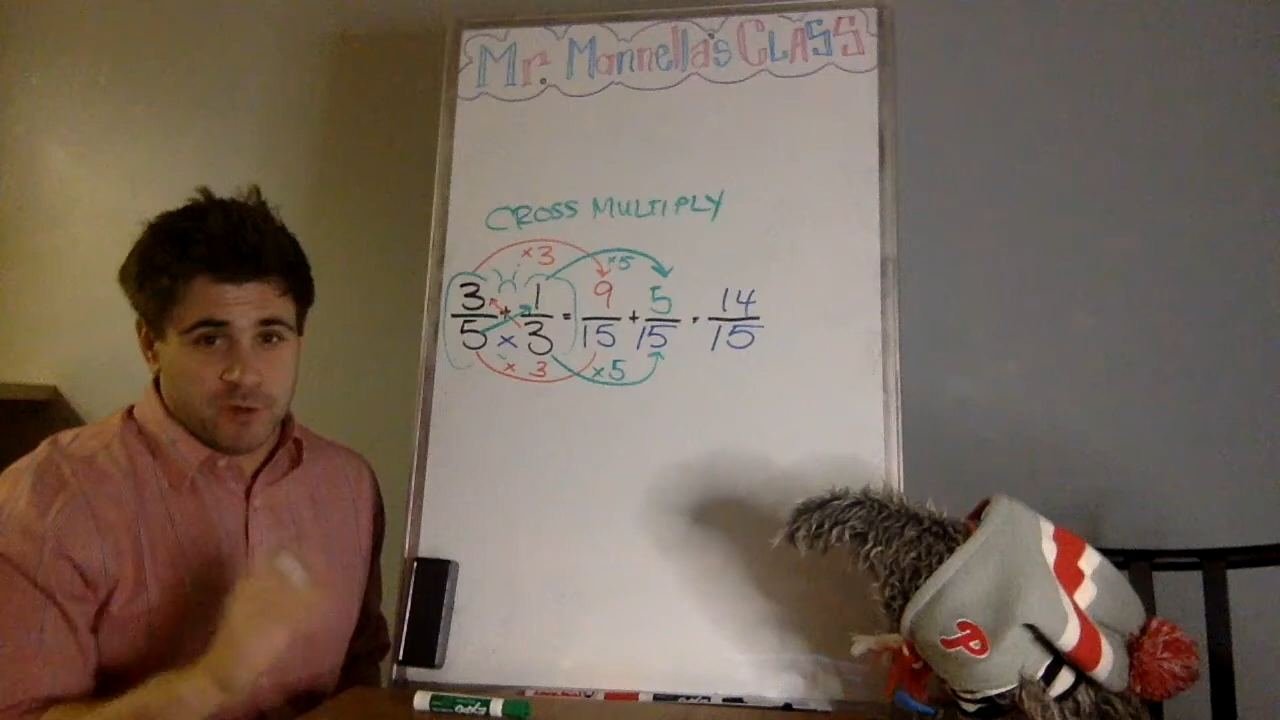 Mr. Mannella's CLASS
CROSS MULTIPLY
×3 ×5
3/5 + 1/3 = 9/15 + 5/15 = 14/15
×
× 3 ×5
P
EXPO